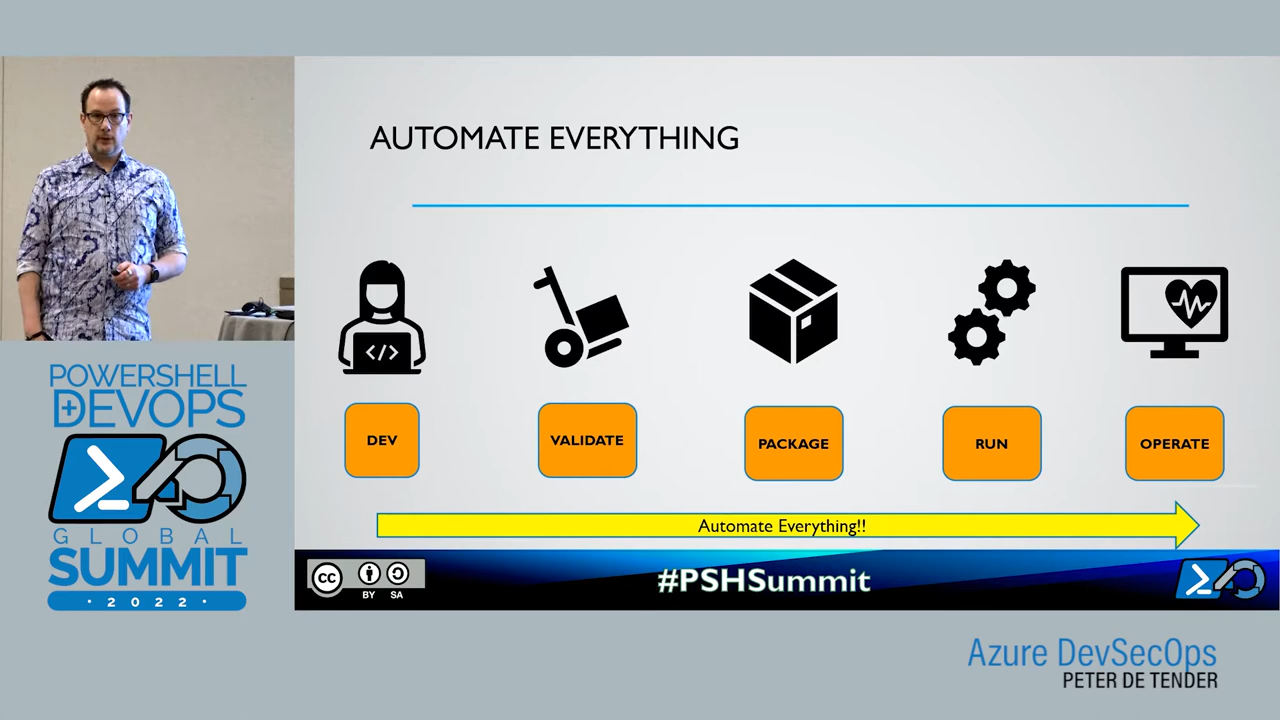 AUTOMATE EVERYTHING
</>
DEV
VALIDATE
PACKAGE
RUN
OPERATE
Automate Everything!!
cc
BY SA
#PSHSummit
POWERSHELL
+ DEVOPS
GLOBAL
SUMMIT
· 2022 ·
Azure DevSecOps
PETER DE TENDER